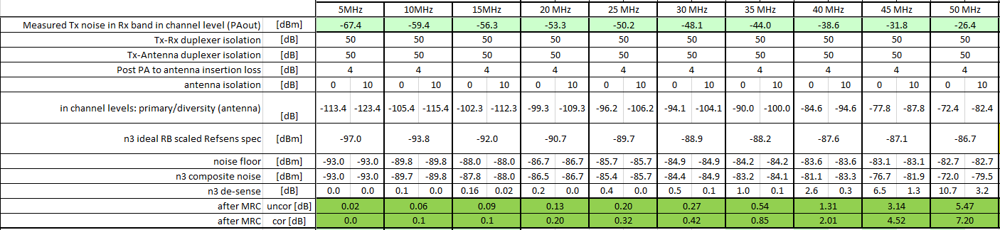 5MHz 10MHz 15MHz 20 MHz 25 MHz 30 MHz 35 MHz 40 MHz 45 MHz 50 MHz
Measured Tx noise in Rx band in channel level (PAout) [dBm] -67.4 -59.4 -56.3 -53.3 -50.2 -48.1 -44.0 -38.6 -31.8 -26.4
Tx-Rx duplexer isolation [dB] 50 50 50 50 50 50 50 50 50 50
Tx-Antenna duplexer isolation [dB] 50 50 50 50 50 50 50 50 50 50
Post PA to antenna insertion loss [dB] 4 4 4 4 4 4 4 4 4 4
antenna isolation [dB] 0 10 0 10 0 10 0 10 0 10 0 10 0 10 0 10 0 10 0 10
in channel levels: primary/diversity (antenna) [dB] -113.4 -123.4 -105.4 -115.4 -102.3 -112.3 -99.3 -109.3 -96.2 -106.2 -94.1 -104.1 -90.0 -100.0 -84.6 -94.6 -77.8 -87.8 -72.4 -82.4
n3 ideal RB scaled Refsens spec [dBm] -97.0 -93.8 -92.0 -90.7 -89.7 -88.9 -88.2 -87.6 -87.1 -86.7
noise floor [dBm] -93.0 -93.0 -89.8 -89.8 -88.0 -88.0 -86.7 -86.7 -85.7 -85.7 -84.9 -84.9 -84.2 -84.2 -83.6 -83.6 -83.1 -83.1 -82.7 -82.7
n3 composite noise [dBm] -93.0 -93.0 -89.7 -89.8 -87.8 -88.0 -86.5 -86.7 -85.4 -85.7 -84.4 -84.9 -83.2 -84.1 -81.1 -83.3 -76.7 -81.9 -72.0 -79.5
n3 de-sense [dB] 0.0 0.0 0.1 0.0 0.16 0.02 0.2 0.0 0.4 0.0 0.5 0.1 1.0 0.1 2.6 0.3 6.5 1.3 10.7 3.2
after MRC uncor [dB] 0.02 0.06 0.09 0.13 0.20 0.27 0.54 1.31 3.14 5.47
after MRC cor [dB] 0.0 0.1 0.1 0.20 0.32 0.42 0.85 2.01 4.52 7.20